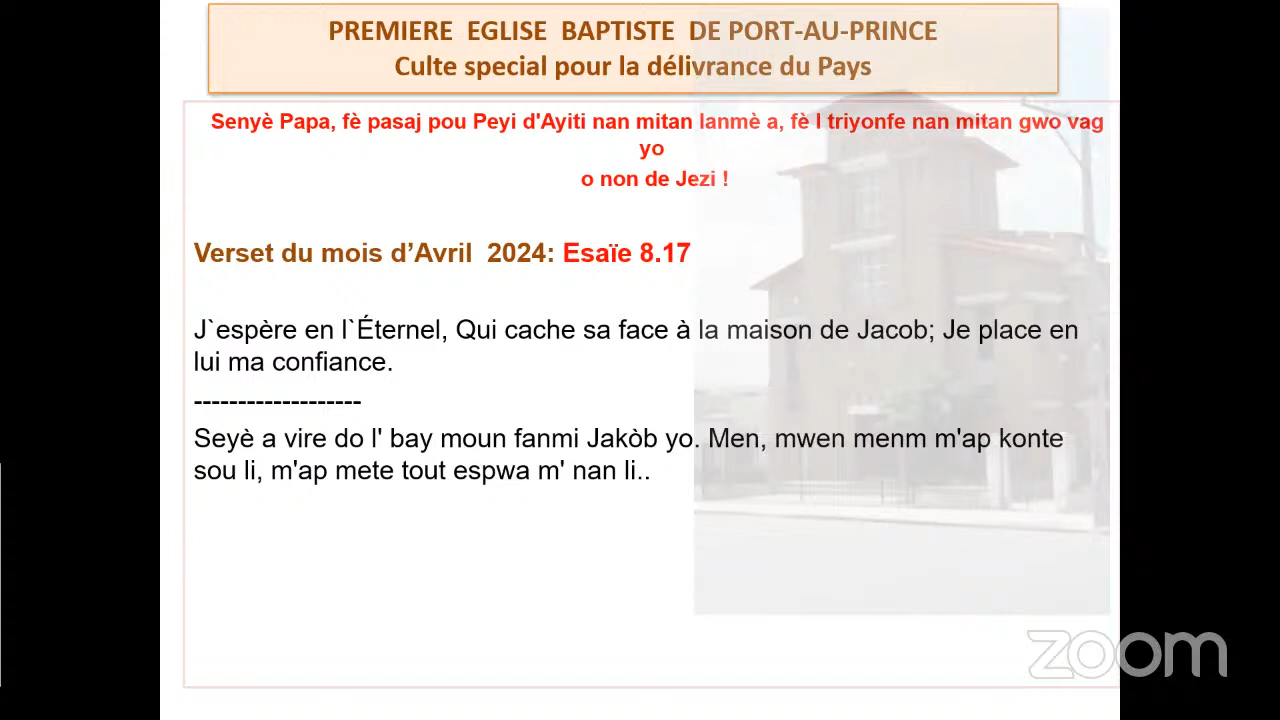 PREMIERE EGLISE BAPTISTE DE PORT-AU-PRINCE
Culte special pour la délivrance du Pays
Senyè Papa, fè pasaj pou Peyi d'Ayiti nan mitan lanmè a, fè l triyonfe nan mitan gwo vag
yo
o non de Jezi !
Verset du mois d’Avril 2024: Esaïe 8.17
J`espère en l`Éternel, Qui cache sa face à la maison de Jacob; Je place en
lui ma confiance.
-------------------
Seyè a vire do l' bay moun fanmi Jakòb yo. Men, mwen menm m'ap konte
sou li, m'ap mete tout espwa m' nan li..
zoom